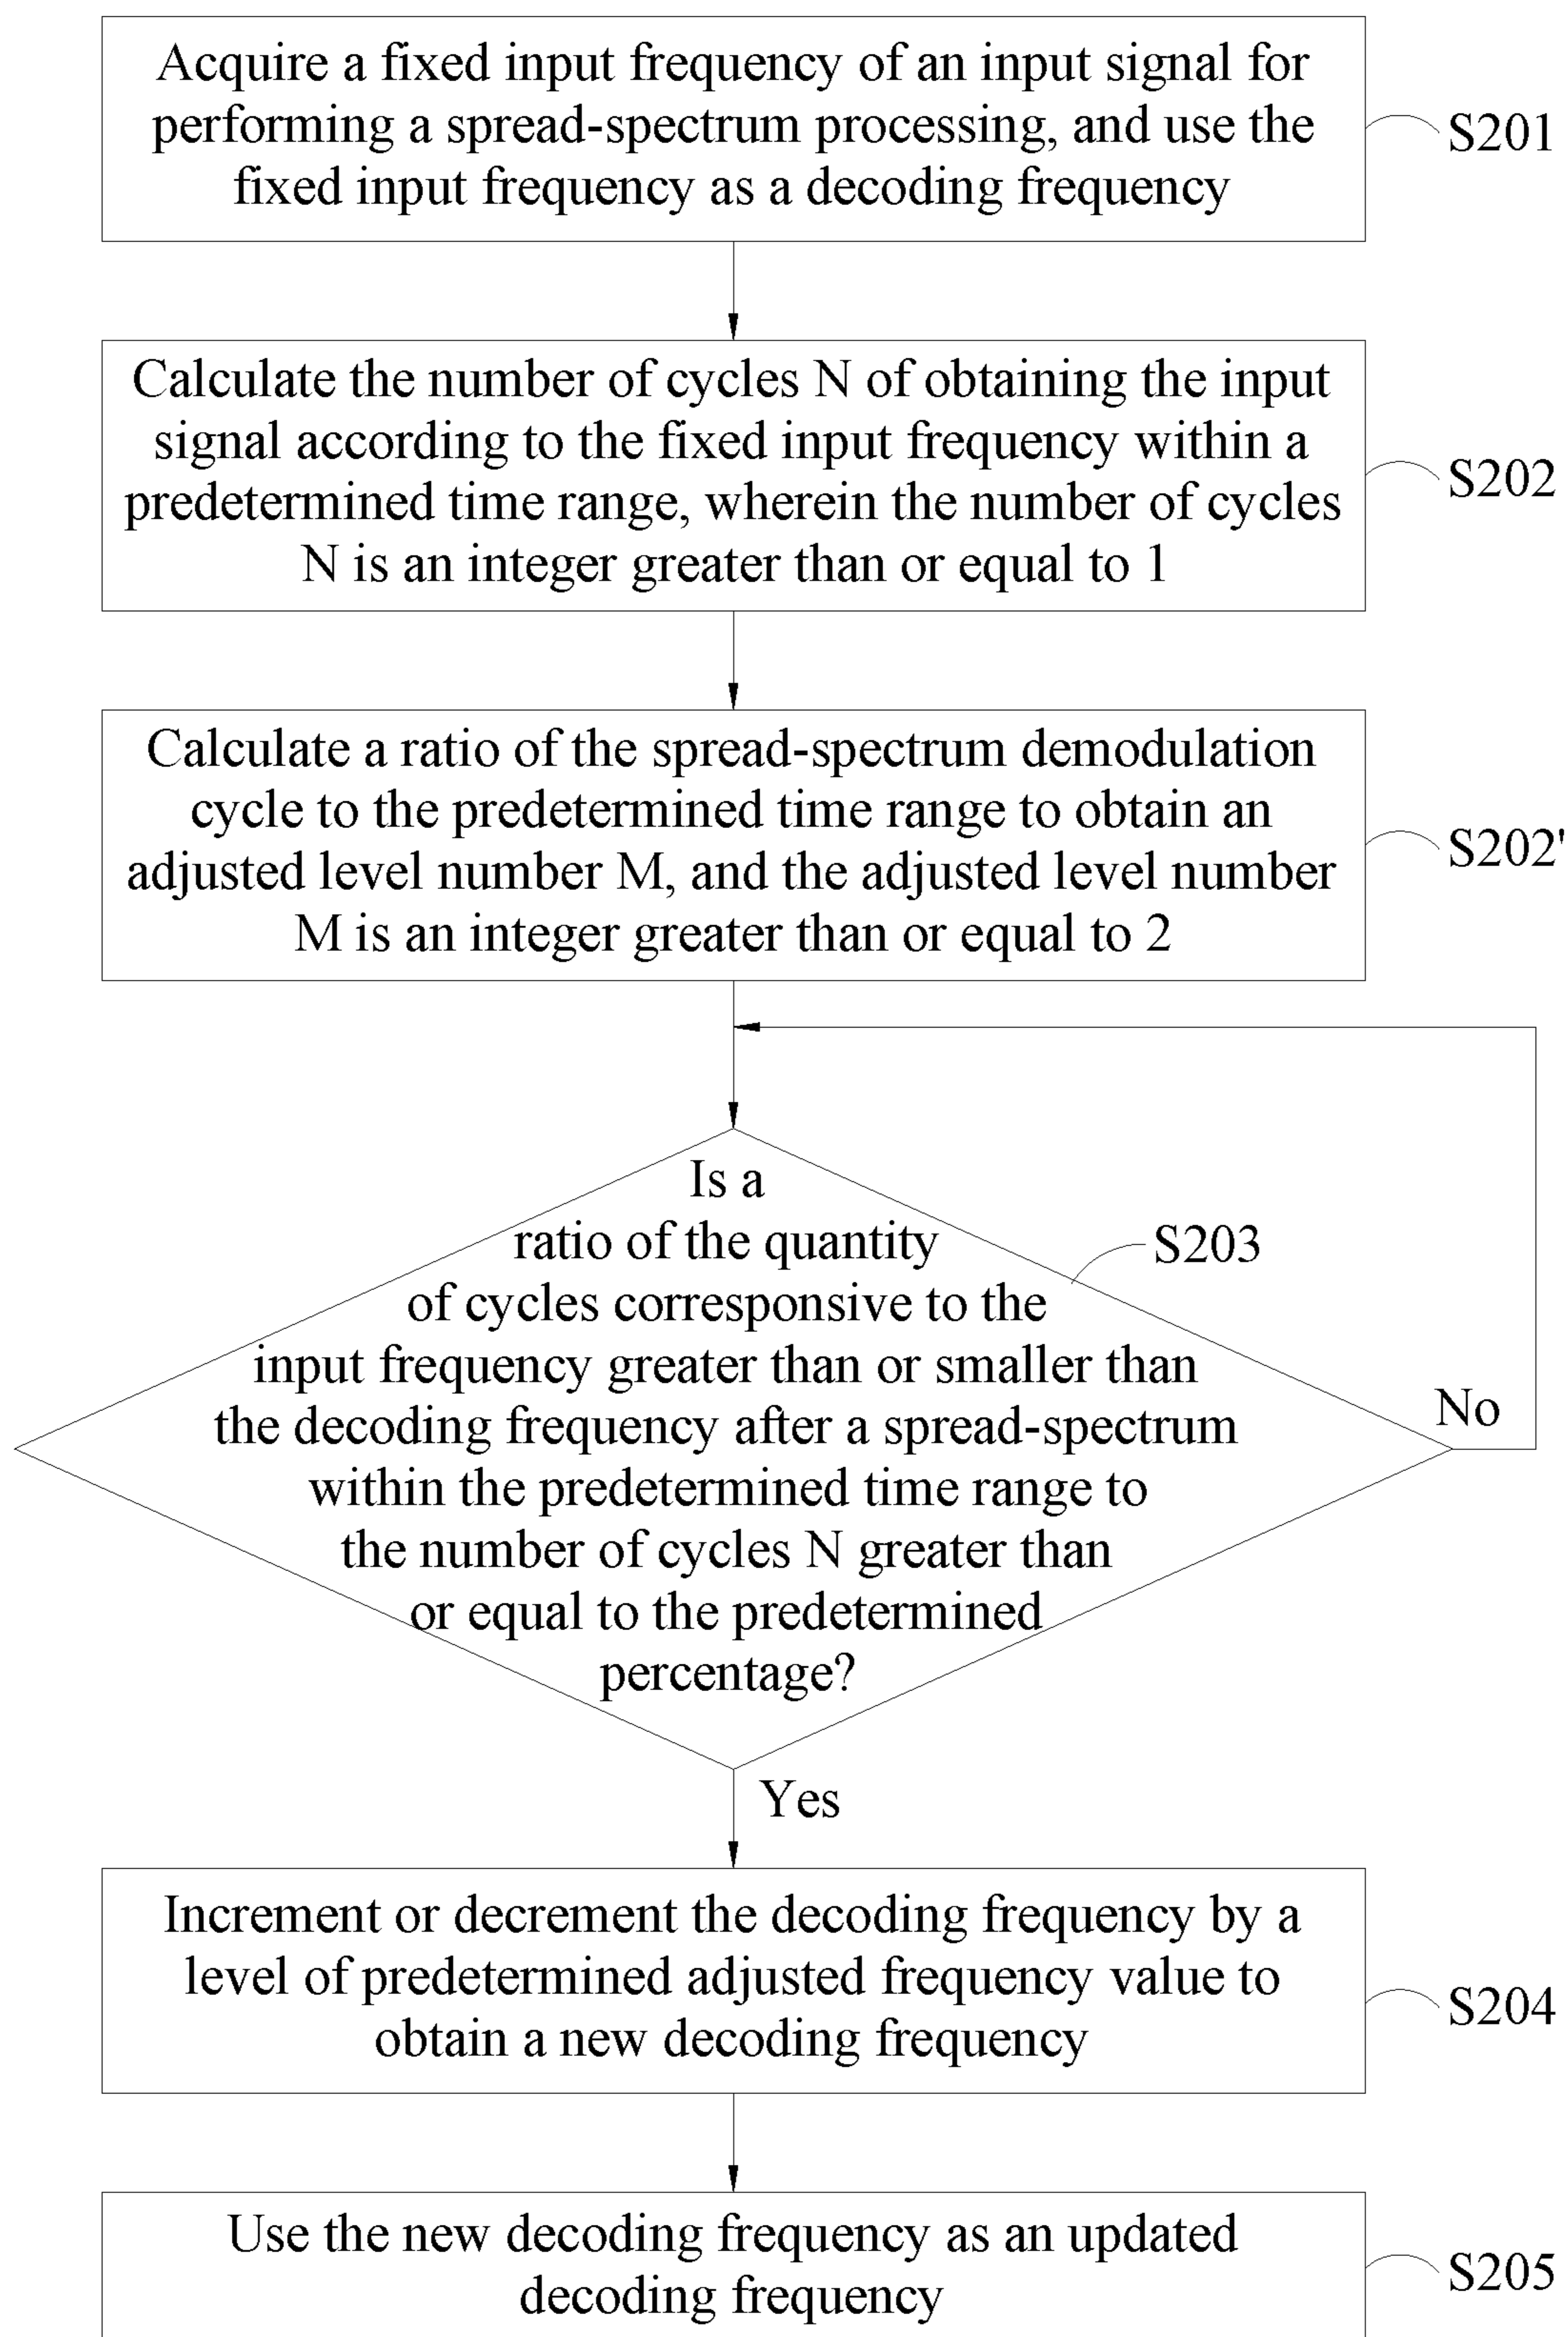 Acquire a fixed input frequency of an input signal for
performing a spread-spectrum processing, and use the
fixed input frequency as a decoding frequency
S201
Calculate the number of cycles N of obtaining the input
signal according to the fixed input frequency within a
predetermined time range, wherein the number of cycles
N is an integer greater than or equal to 1
S202
Calculate a ratio of the spread-spectrum demodulation
cycle to the predetermined time range to obtain an
adjusted level number M, and the adjusted level number
M is an integer greater than or equal to 2
S202'
Is a
ratio of the quantity
of cycles corresponsive to the
input frequency greater than or smaller than
the decoding frequency after a spread-spectrum
within the predetermined time range to
the number of cycles N greater than
or equal to the predetermined
percentage?
S203
No
Yes
Increment or decrement the decoding frequency by a
level of predetermined adjusted frequency value to
obtain a new decoding frequency
S204
Use the new decoding frequency as an updated
decoding frequency
S205